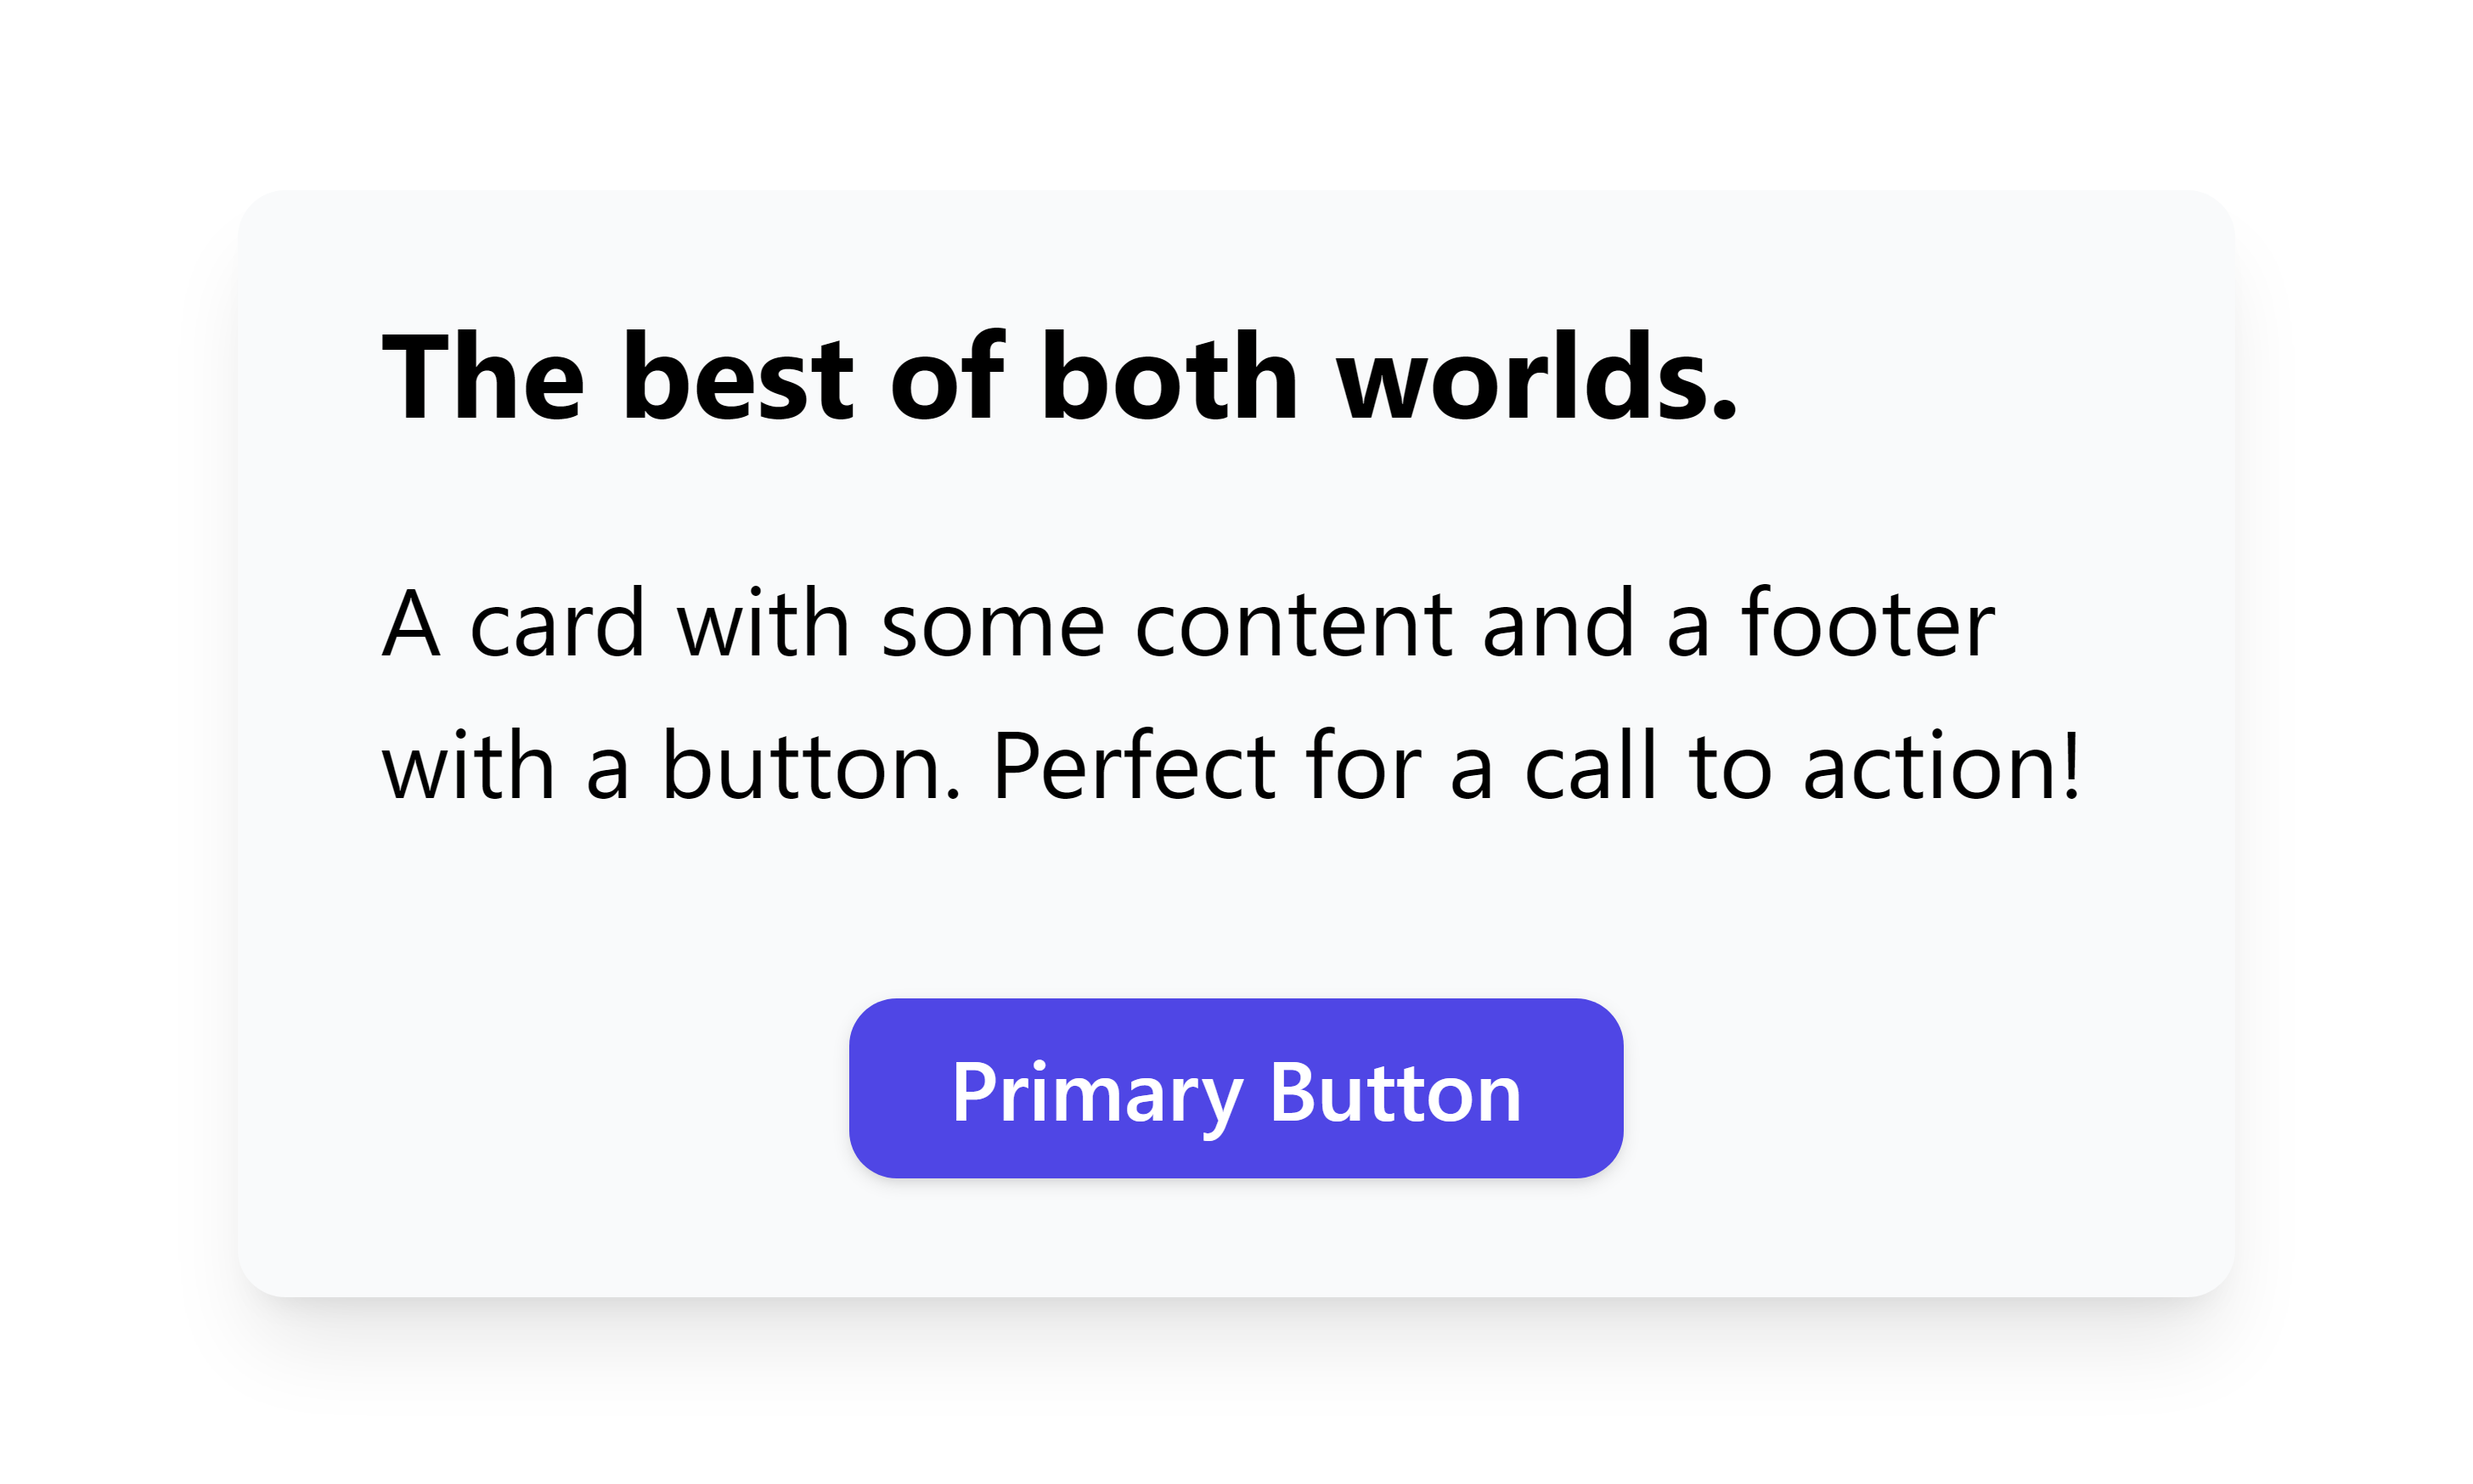 The best of both worlds.
A card with some content and a footer
with a button. Perfect for a call to action!
Primary Button